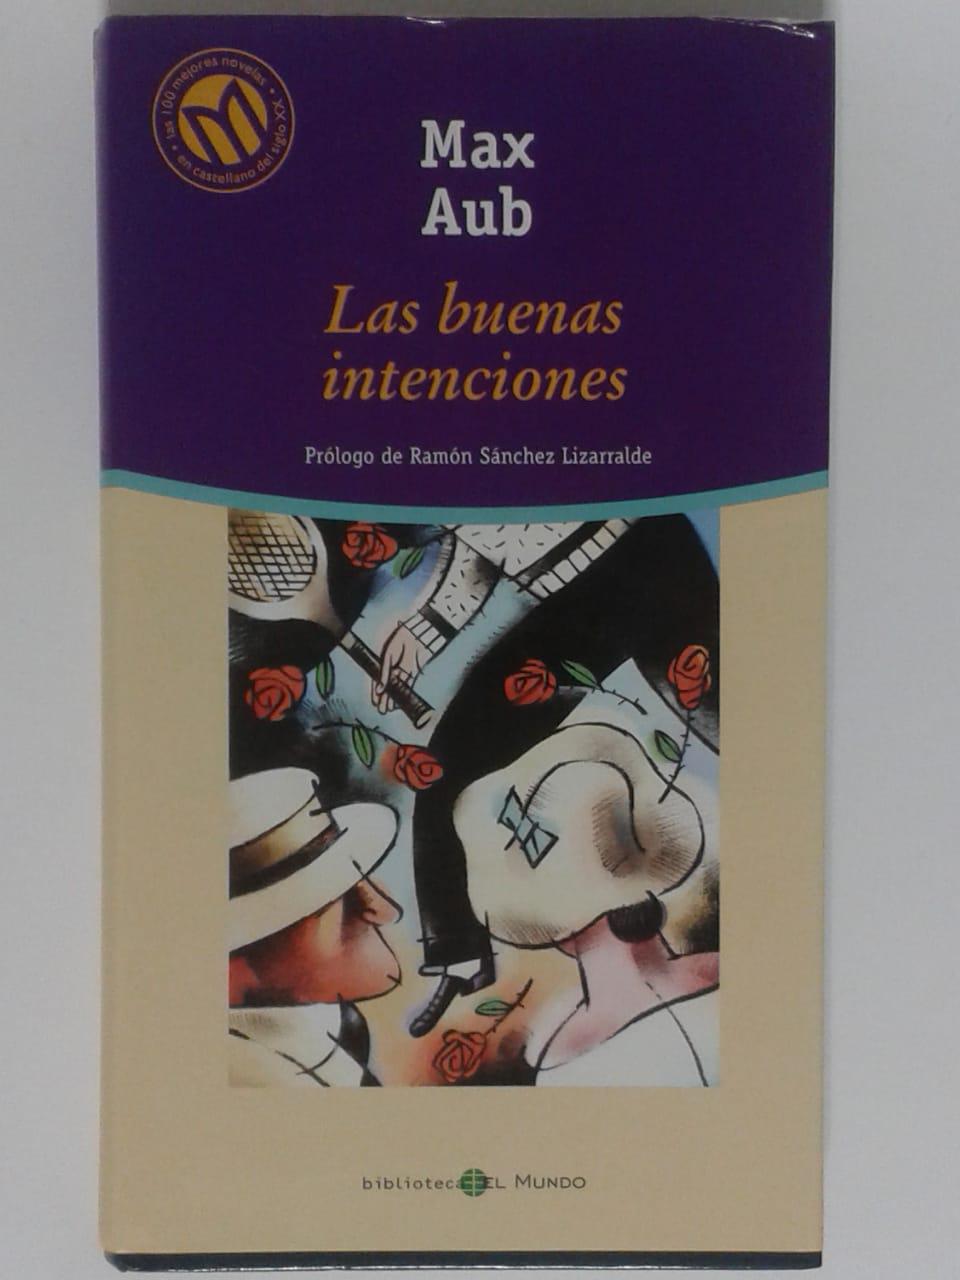 las 100 mejores novelas
en castellano del siglo XX
Max
Aub
Las buenas
intenciones
Prólogo de Ramón Sánchez Lizarralde
biblioteca EL MUNDO